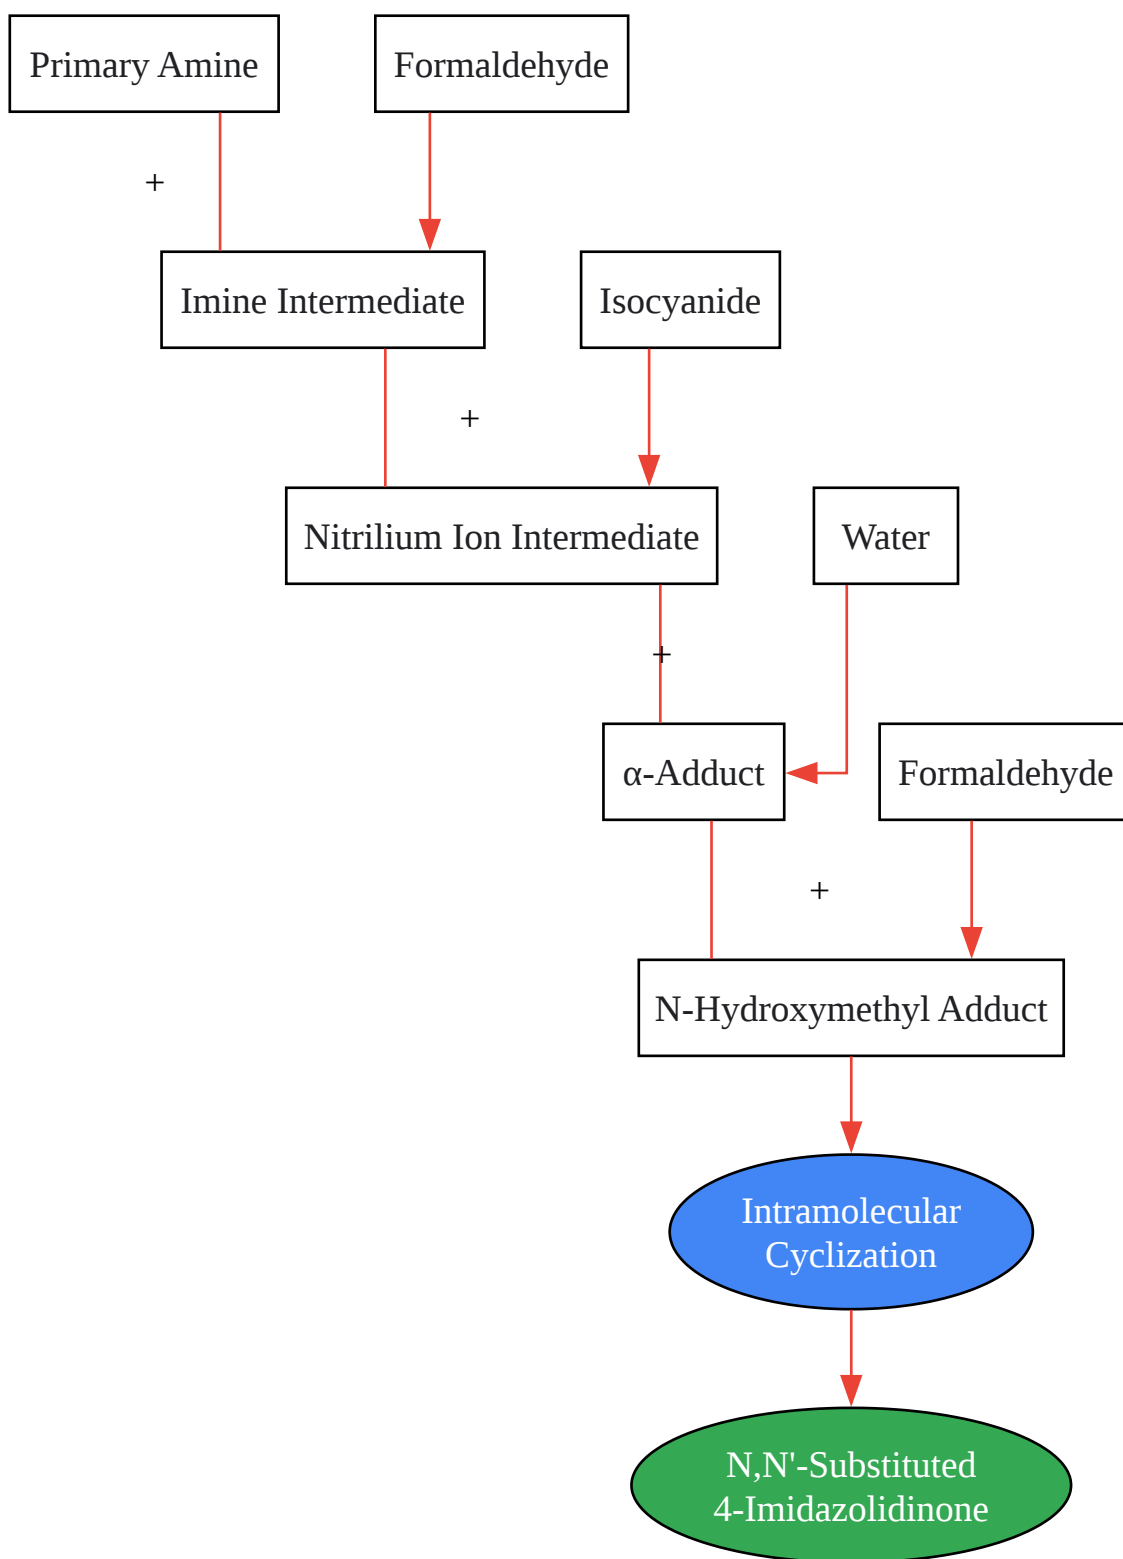 Primary Amine
Formaldehyde
+
Imine Intermediate
Isocyanide
+
Nitrilium Ion Intermediate
Water
+
α-Adduct
Formaldehyde
+
N-Hydroxymethyl Adduct
Intramolecular
Cyclization
N,N'-Substituted
4-Imidazolidinone